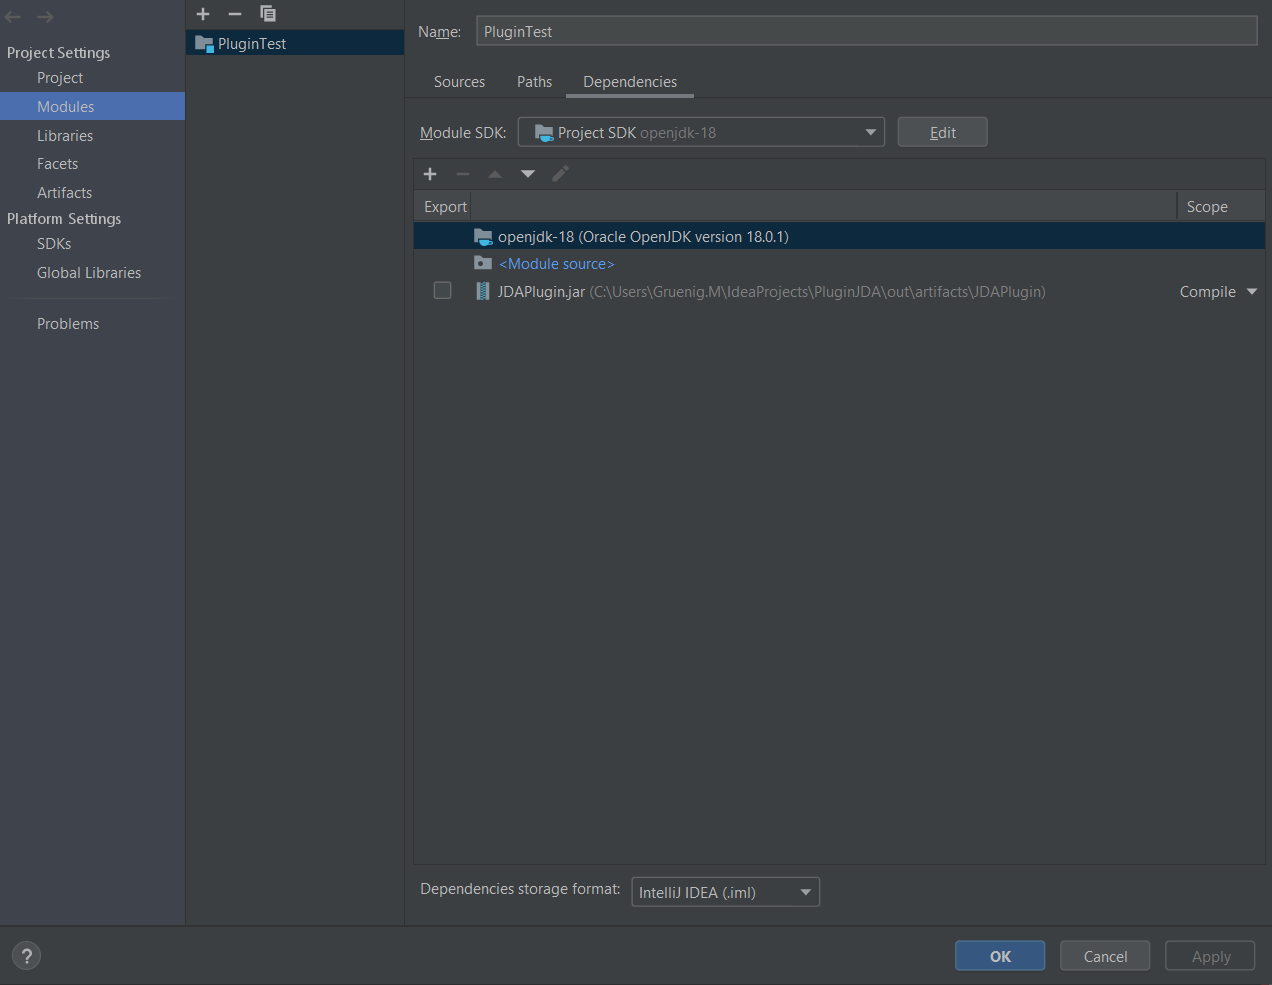 Project Settings
Project
Modules
Libraries
Facets
Artifacts
Platform Settings
SDKs
Global Libraries
Problems
PluginTest
Name: PluginTest
Sources Paths Dependencies
Module SDK: Project SDK openjdk-18 Edit
Export Scope
openjdk-18 (Oracle OpenJDK version 18.0.1)
<Module source>
JDAPlugin.jar (C:\Users\Gruenig.M\IdeaProjects\PluginJDA\out\artifacts\JDAPlugin) Compile
Dependencies storage format: IntelliJ IDEA (.iml)
? OK Cancel Apply